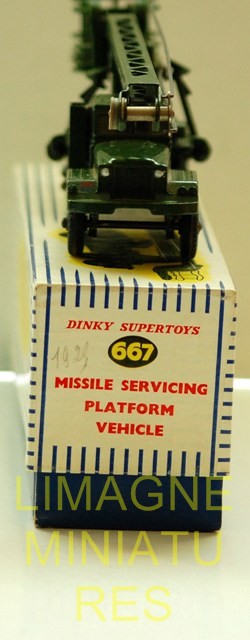 DINKY SUPERTOYS
667
MISSILE SERVICING
PLATFORM
VEHICLE
LIMAGNE
MINIATU
RES